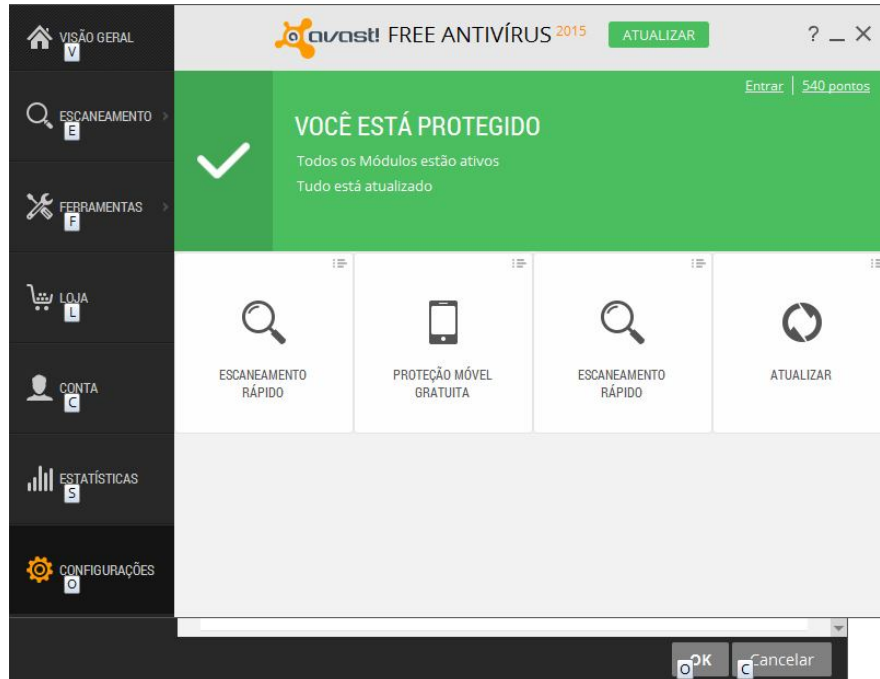 VISÃO GERAL
V
avast! FREE ANTIVÍRUS 2015
ATUALIZAR
?
Entrar | 540 pontos
ESCANEAMENTO
E
VOCÊ ESTÁ PROTEGIDO
Todos os Módulos estão ativos
Tudo está atualizado
FERRAMENTAS
F
LOJA
L
ESCANEAMENTO
RÁPIDO
PROTEÇÃO MÓVEL
GRATUITA
ESCANEAMENTO
RÁPIDO
ATUALIZAR
CONTA
C
ESTATÍSTICAS
S
CONFIGURAÇÕES
O
OK
O
Cancelar
C